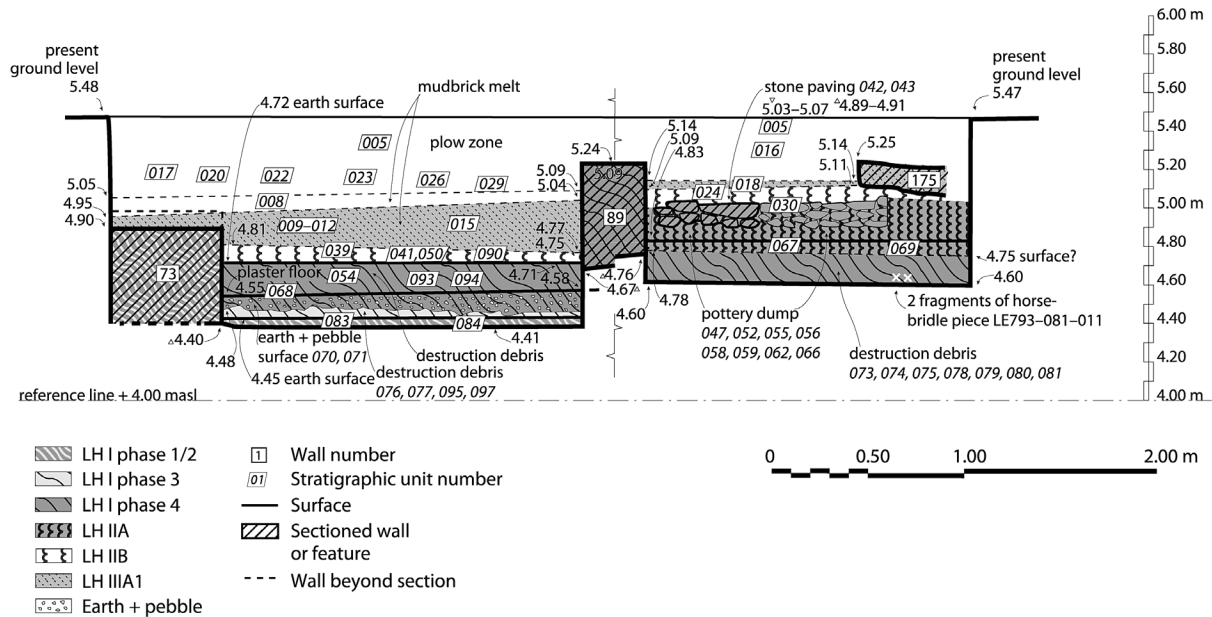 6.00 m
present
ground level
5.48
5.80
present
ground level
5.47
5.60
4.72 earth surface
mudbrick melt
stone paving 042, 043
▽5.03–5.07 △4.89–4.91
5.40
005
plow zone
5.24
5.14
5.09
4.83
005
016
5.14
5.11
5.25
5.20
017
020
022
023
026
029
5.09
5.04
5.09
024
018
175
5.05
4.95
4.90
008
009–012
015
030
5.00 m
4.81
4.77
4.75
89
73
039
041,050/
090
067
069
4.80
4.75 surface?
plaster floor
054
093
094
4.71
4.58
△4.76
4.67△
4.60
4.55
068
4.60
4.78
4.60
2 fragments of horse-
bridle piece LE793–081–011
△4.40
083
084
4.41
4.40
4.48
earth + pebble
surface 070, 071
4.45 earth surface
destruction debris
destruction debris
076, 077, 095, 097
pottery dump
047, 052, 055, 056
058, 059, 062, 066
destruction debris
073, 074, 075, 078, 079, 080, 081
4.20
reference line + 4.00 masl
4.00 m
LH I phase 1/2
LH I phase 3
LH I phase 4
LH IIA
LH IIB
LH IIIA1
Earth + pebble
1 Wall number
01 Stratigraphic unit number
Surface
Sectioned wall
or feature
Wall beyond section
0 0.50 1.00 2.00 m